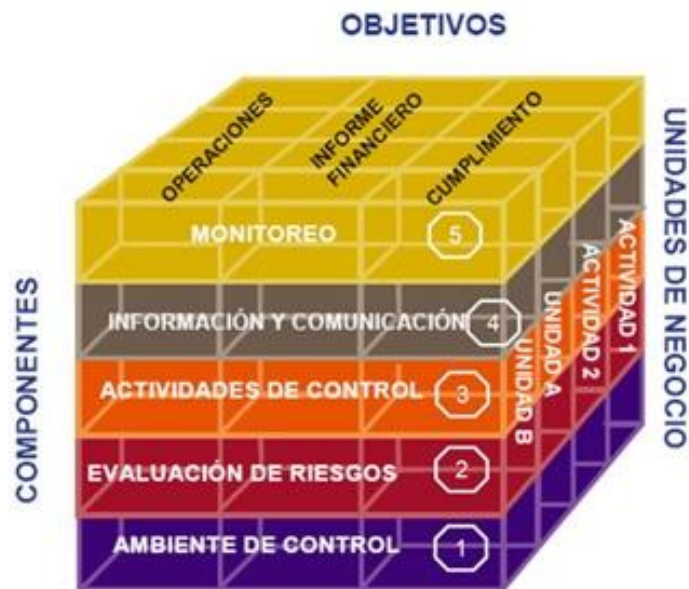 OBJETIVOS
OPERACIONES
INFORME
FINANCIERO
CUMPLIMIENTO
COMPONENTES
MONITOREO 5
INFORMACIÓN Y COMUNICACIÓN 4
ACTIVIDADES DE CONTROL 3
EVALUACIÓN DE RIESGOS 2
AMBIENTE DE CONTROL 1
UNIDAD B
UNIDAD A
ACTIVIDAD 2
ACTIVIDAD 1
UNIDADES DE NEGOCIO